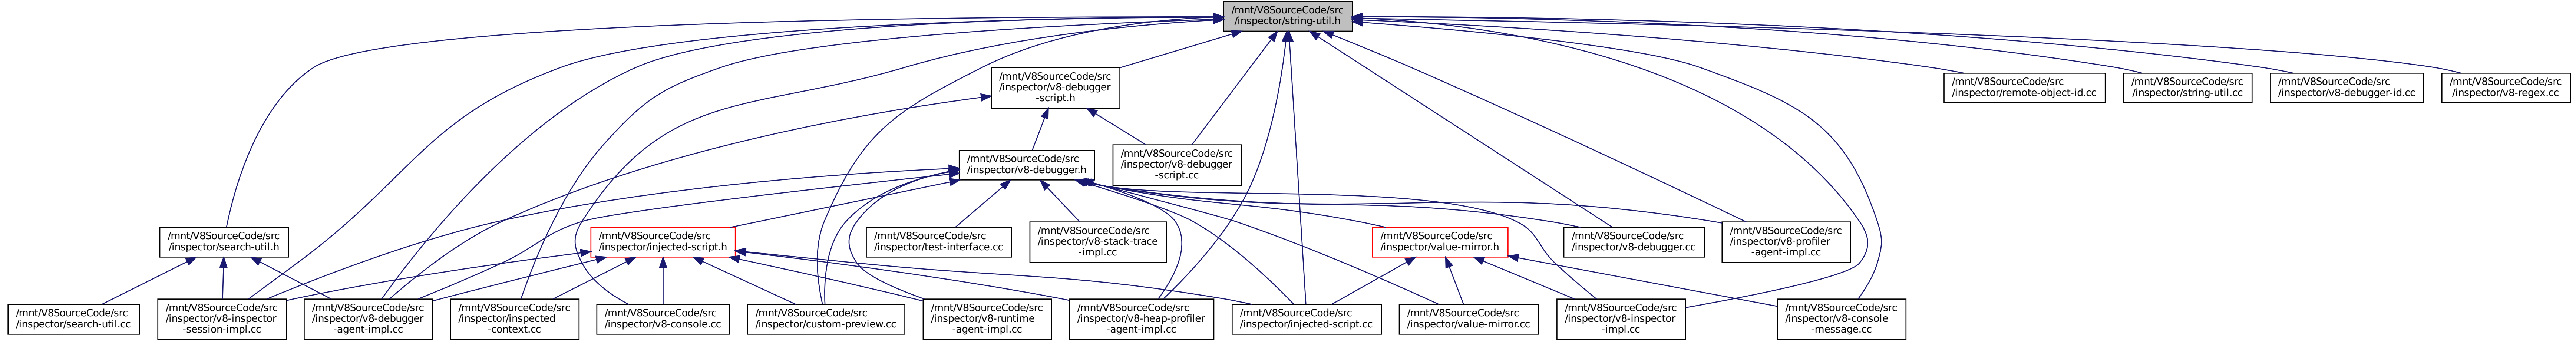 /mnt/V8SourceCode/src
/inspector/string-util.h
/mnt/V8SourceCode/src
/inspector/v8-debugger
-script.h
/mnt/V8SourceCode/src
/inspector/remote-object-id.cc
/mnt/V8SourceCode/src
/inspector/string-util.cc
/mnt/V8SourceCode/src
/inspector/v8-debugger-id.cc
/mnt/V8SourceCode/src
/inspector/v8-regex.cc
/mnt/V8SourceCode/src
/inspector/v8-debugger.h
/mnt/V8SourceCode/src
/inspector/v8-debugger
-script.cc
/mnt/V8SourceCode/src
/inspector/search-util.h
/mnt/V8SourceCode/src
/inspector/injected-script.h
/mnt/V8SourceCode/src
/inspector/test-interface.cc
/mnt/V8SourceCode/src
/inspector/v8-stack-trace
-impl.cc
/mnt/V8SourceCode/src
/inspector/value-mirror.h
/mnt/V8SourceCode/src
/inspector/v8-debugger.cc
/mnt/V8SourceCode/src
/inspector/v8-profiler
-agent-impl.cc
/mnt/V8SourceCode/src
/inspector/search-util.cc
/mnt/V8SourceCode/src
/inspector/v8-inspector
-session-impl.cc
/mnt/V8SourceCode/src
/inspector/v8-debugger
-agent-impl.cc
/mnt/V8SourceCode/src
/inspector/inspected
-context.cc
/mnt/V8SourceCode/src
/inspector/v8-console.cc
/mnt/V8SourceCode/src
/inspector/custom-preview.cc
/mnt/V8SourceCode/src
/inspector/v8-runtime
-agent-impl.cc
/mnt/V8SourceCode/src
/inspector/v8-heap-profiler
-agent-impl.cc
/mnt/V8SourceCode/src
/inspector/injected-script.cc
/mnt/V8SourceCode/src
/inspector/value-mirror.cc
/mnt/V8SourceCode/src
/inspector/v8-inspector
-impl.cc
/mnt/V8SourceCode/src
/inspector/v8-console
-message.cc